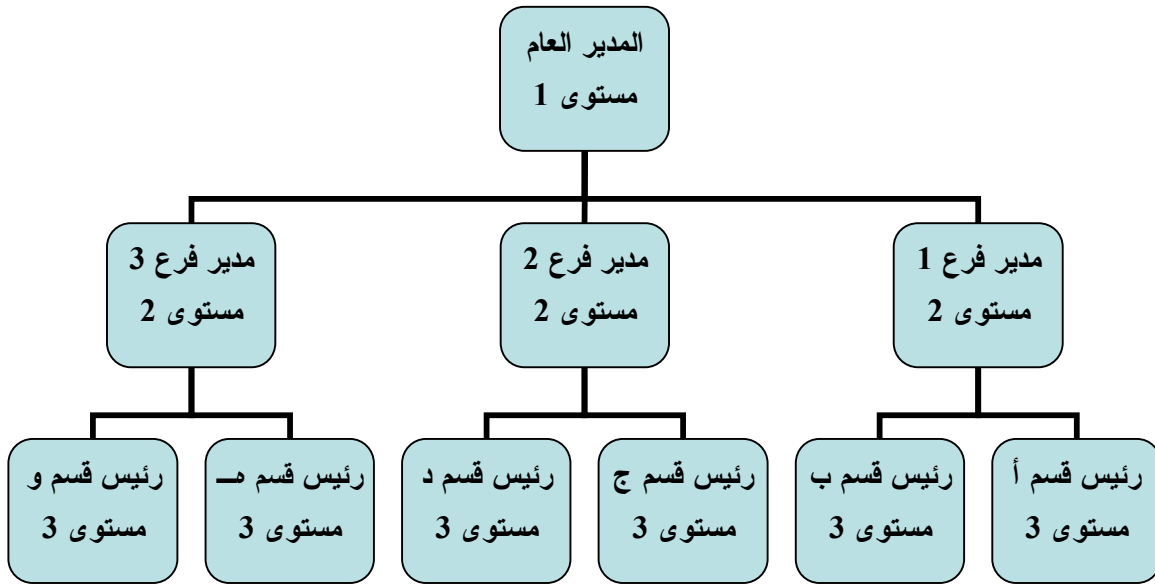 المدير العام
مستوى 1
مدير فرع 1
مستوى 2
مدير فرع 2
مستوى 2
مدير فرع 3
مستوى 2
رئيس قسم أ
مستوى 3
رئيس قسم ب
مستوى 3
رئيس قسم ج
مستوى 3
رئيس قسم د
مستوى 3
رئيس قسم هـ
مستوى 3
رئيس قسم و
مستوى 3